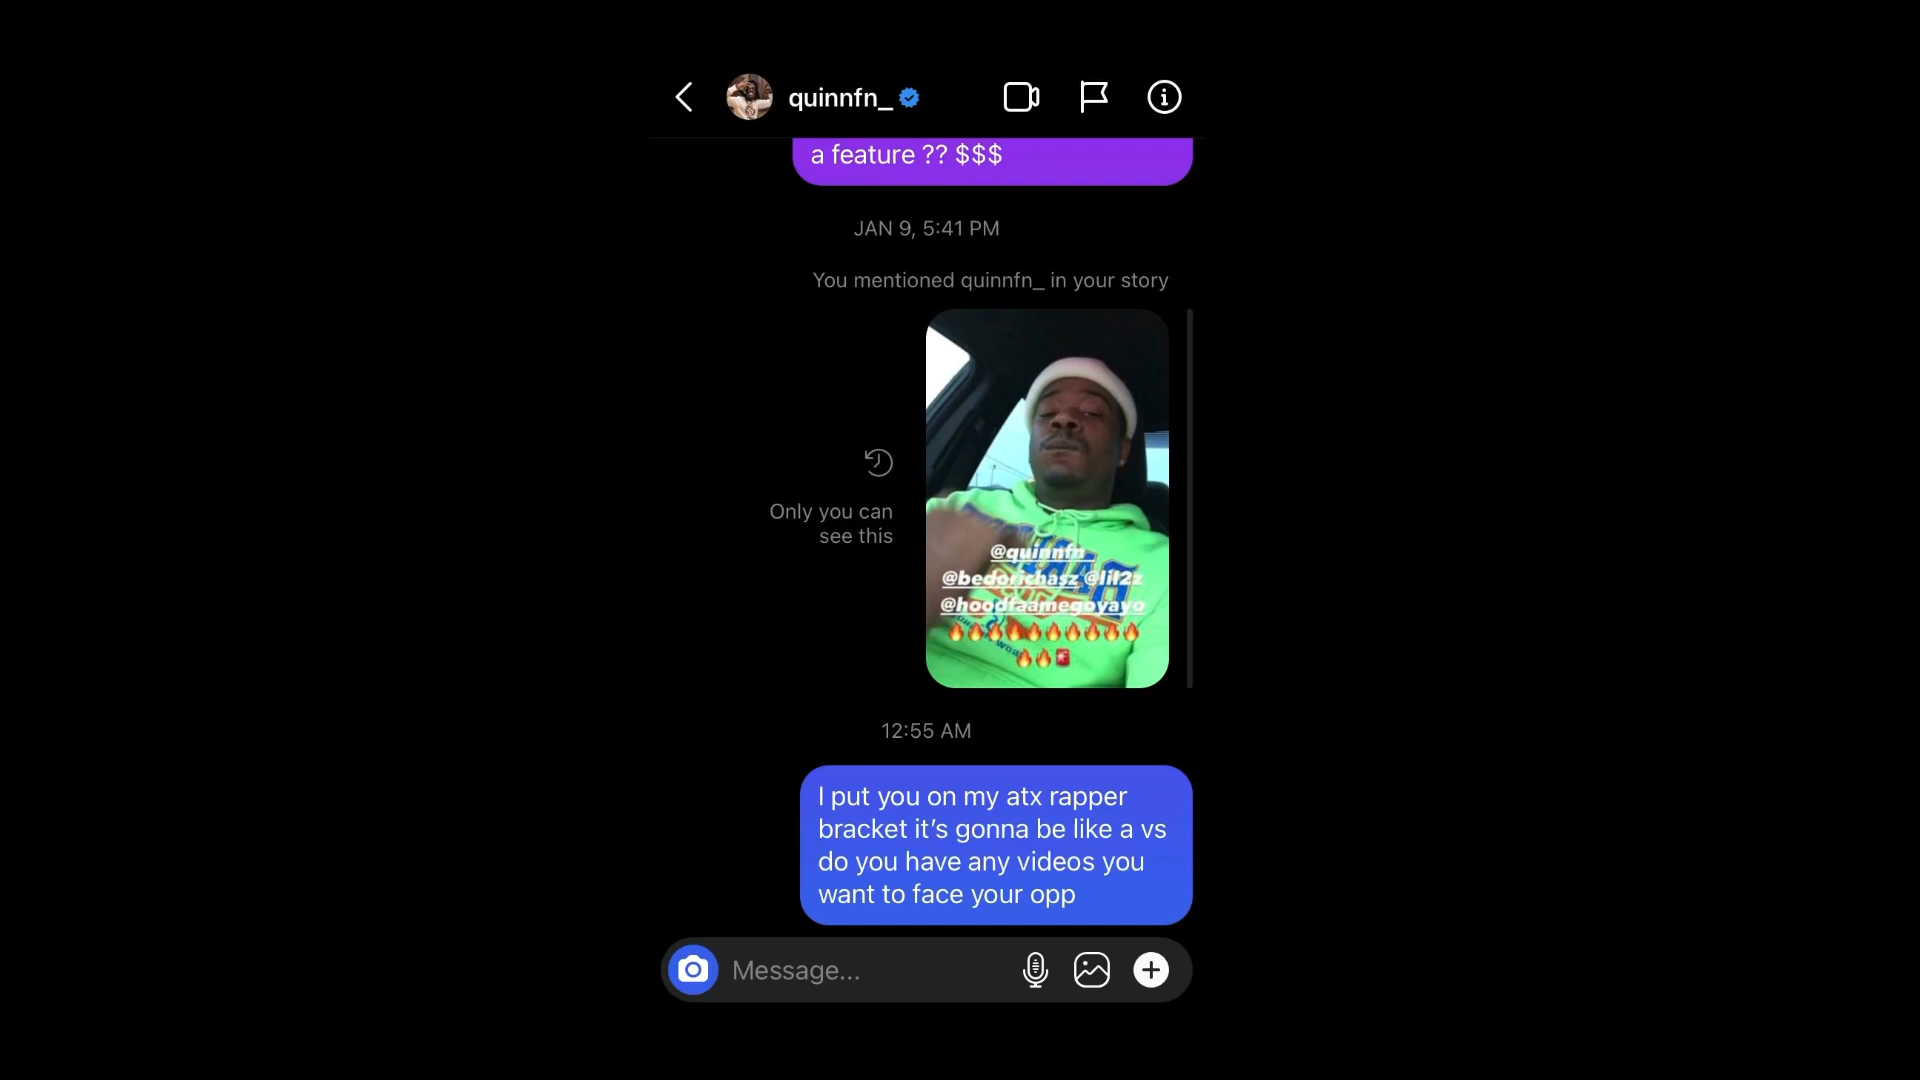 quinnfn_
a feature ?? $$$
JAN 9, 5:41 PM
You mentioned quinnfn_ in your story
Only you can
see this
@quinnfn
@bedorichasz @lil2z
@hoodfaamegoyayo
🔥🔥🔥🔥🔥🔥🔥🔥🔥🔥
🔥🔥🚨
12:55 AM
I put you on my atx rapper
bracket it’s gonna be like a vs
do you have any videos you
want to face your opp
Message...